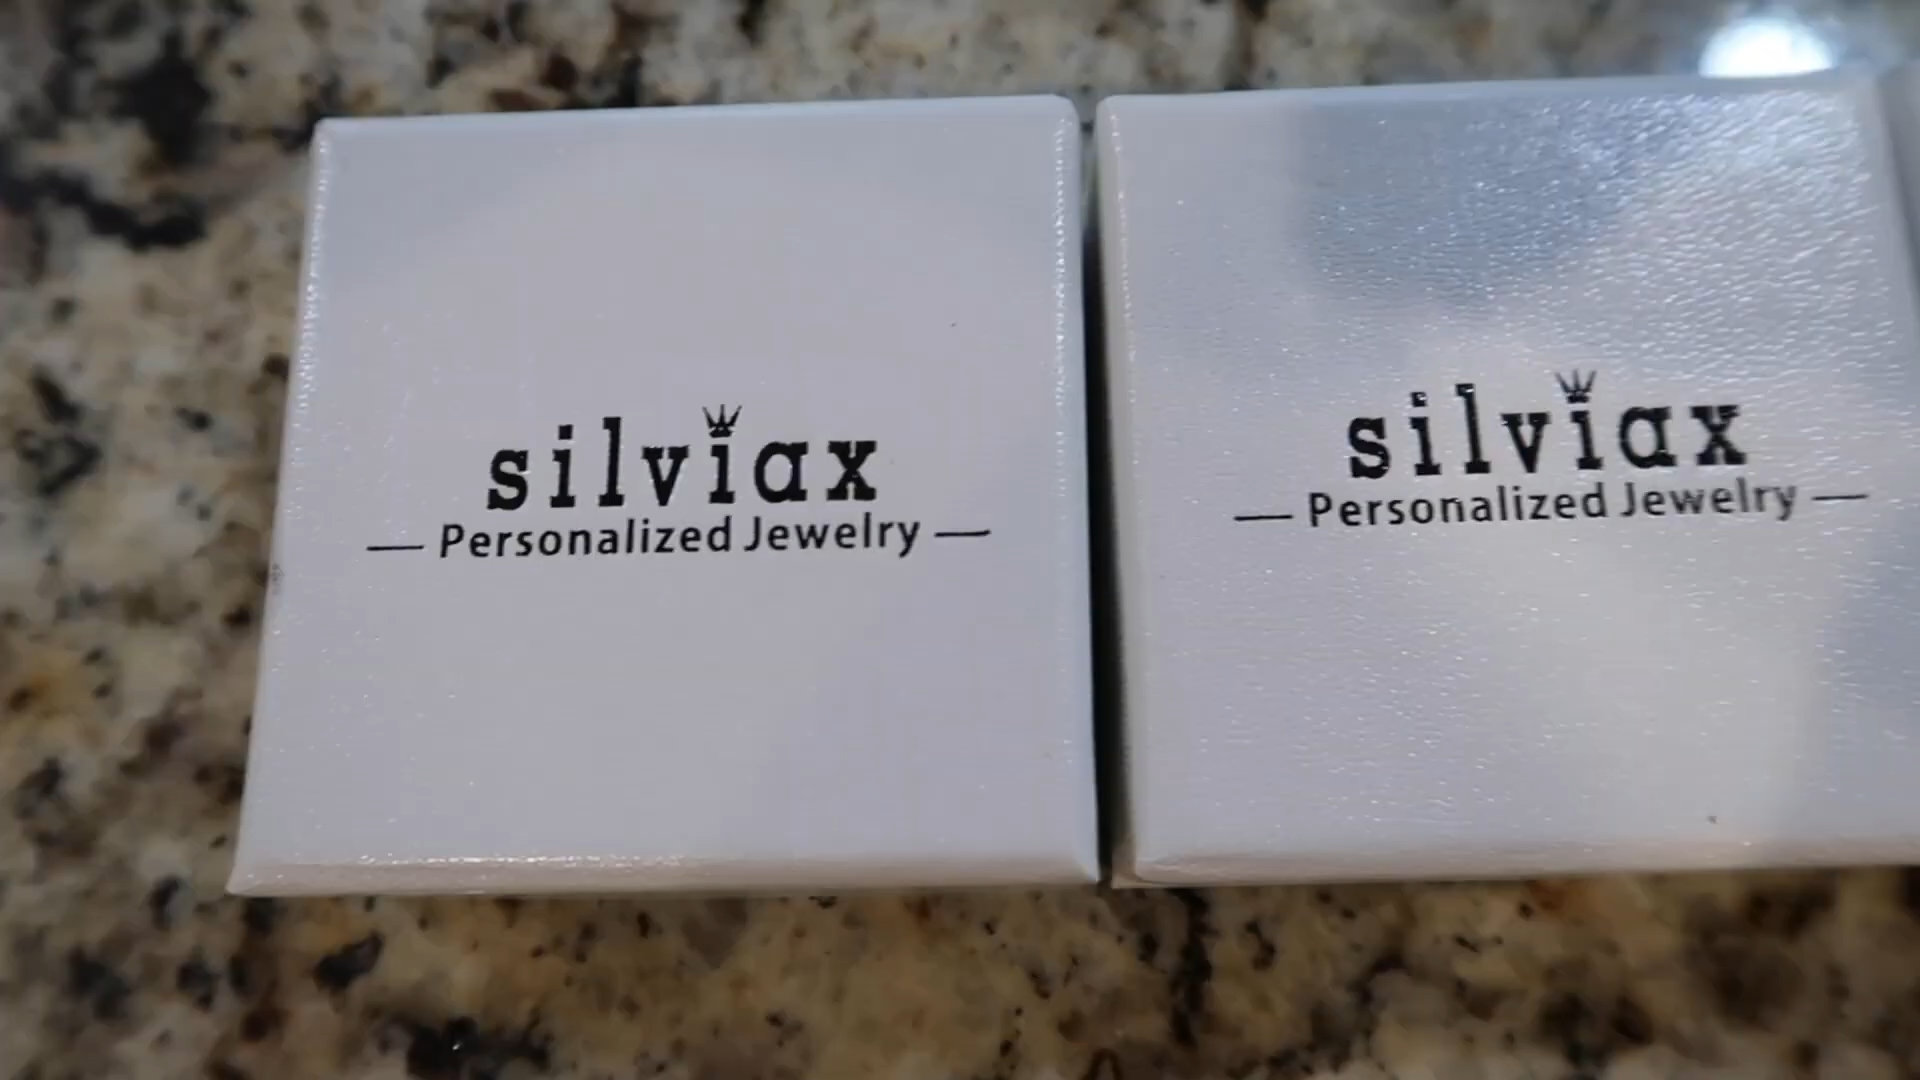 silviax
— Personalized Jewelry —
silviax
— Personalized Jewelry —